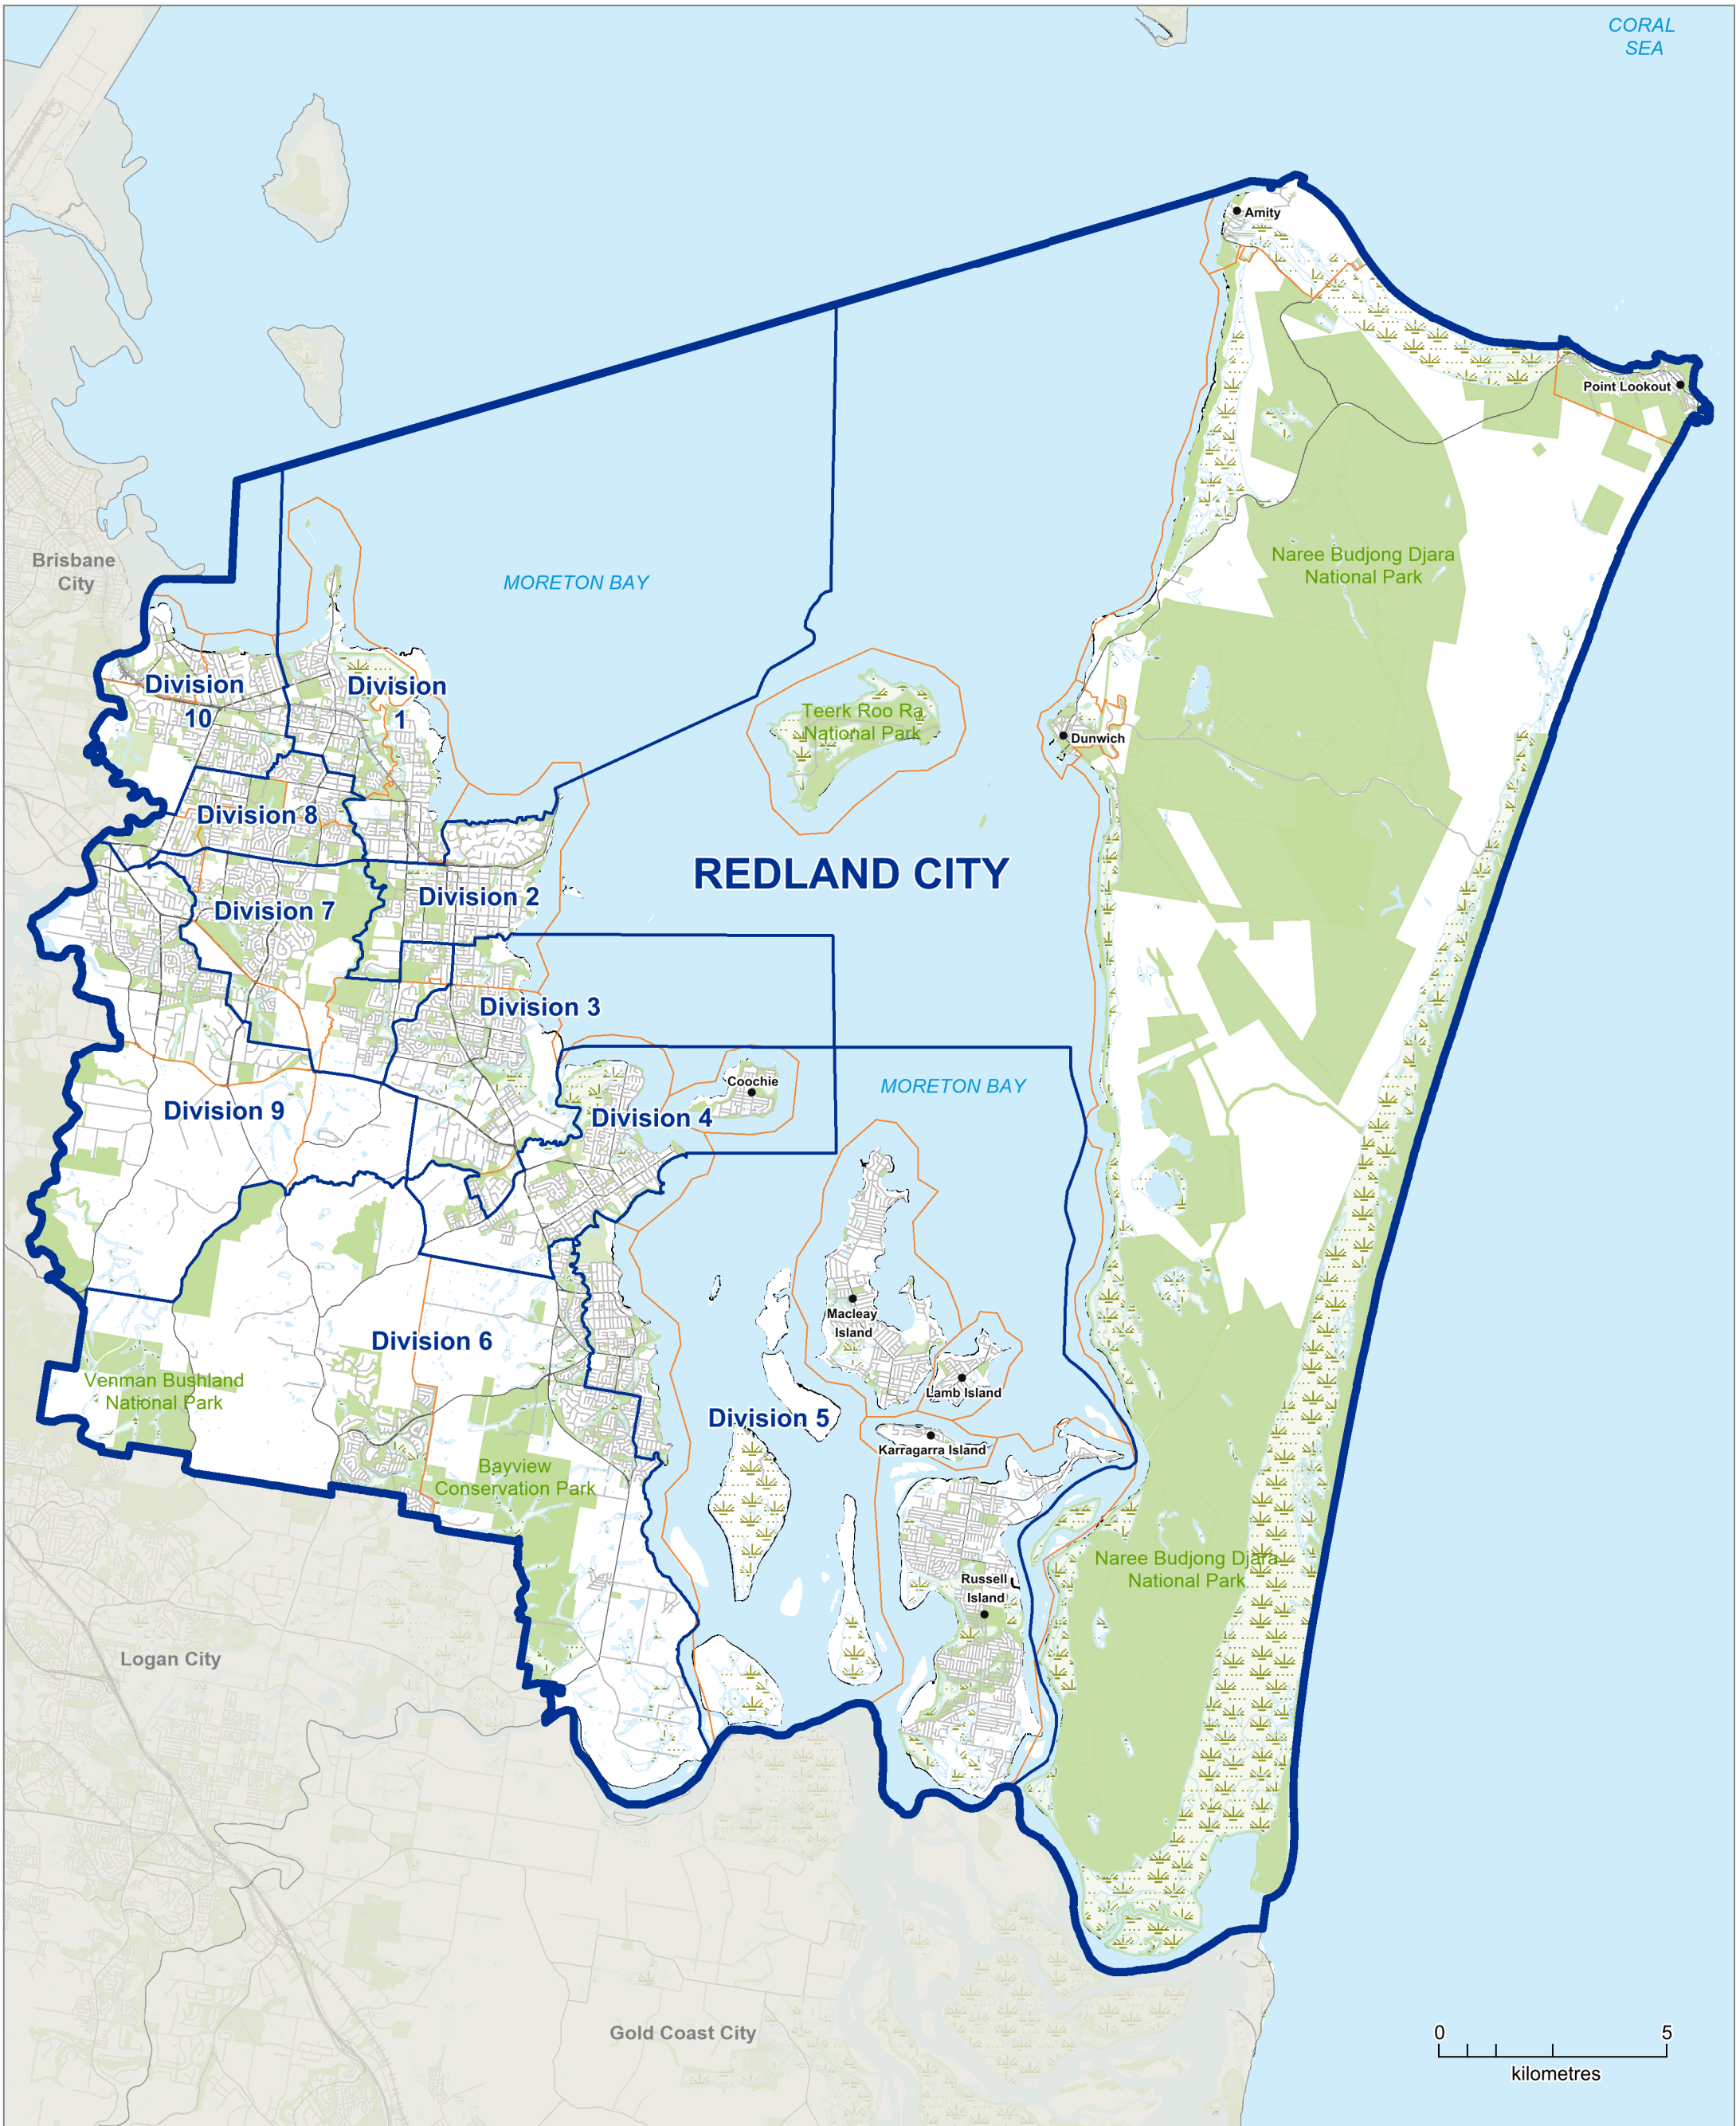 CORAL
SEA
Amity
Point Lookout
Brisbane
City
MORETON BAY
Naree Budjong Djara
National Park
Division
10
Division
1
Teerk Roo Ra
National Park
Dunwich
Division 8
REDLAND CITY
Division 2
Division 7
Division 3
Coochie
MORETON BAY
Division 9
Division 4
Macleay
Island
Division 6
Venman Bushland
National Park
Lamb Island
Division 5
Karragarra Island
Bayview
Conservation Park
Naree Budjong Djara
National Park
Russell
Island
Logan City
Gold Coast City
0 5
kilometres